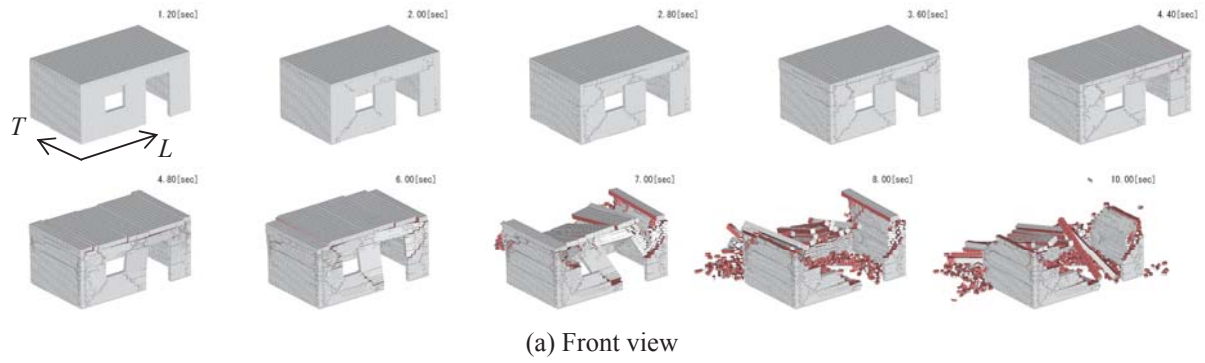 1.20[sec]
2.00[sec]
2.80[sec]
3.60[sec]
4.40[sec]
T
L
4.80[sec]
6.00[sec]
7.00[sec]
8.00[sec]
10.00[sec]
(a) Front view